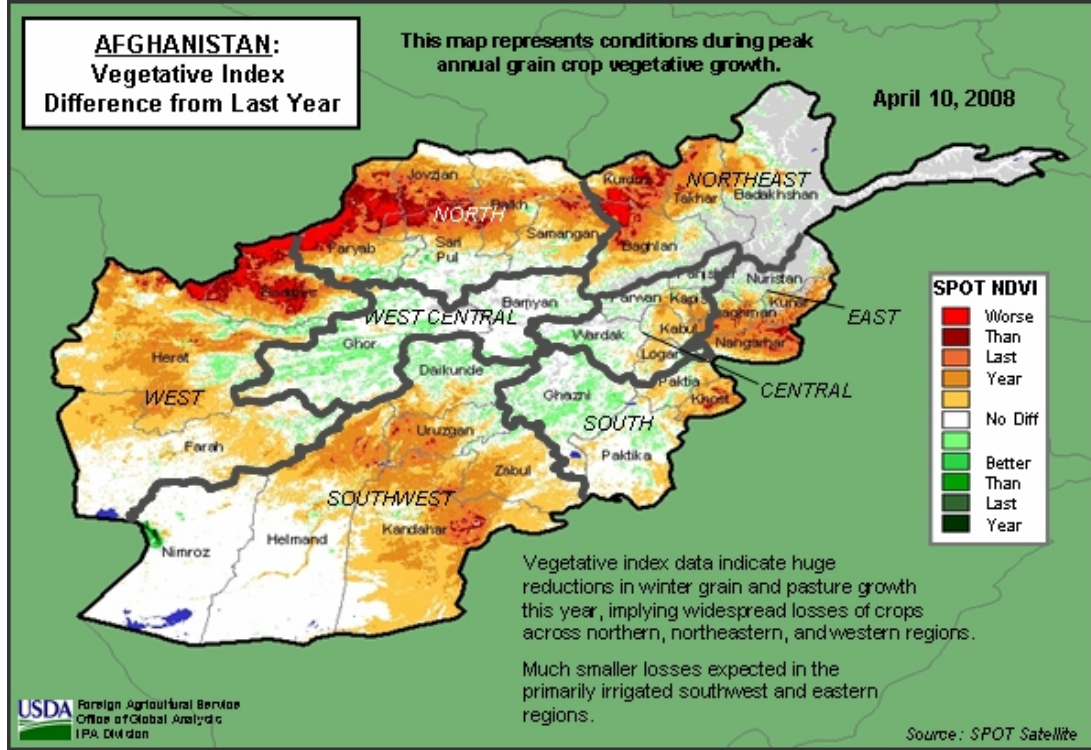 AFGHANISTAN:
Vegetative Index
Difference from Last Year
This map represents conditions during peak
annual grain crop vegetative growth.
April 10, 2008
Jovzjan
Balkh
NORTH
Faryab
Sari
Pul
Samangan
Kunduz
Takhar
NORTHEAST
Badakhshan
Baghlan
Badghis
Herat
WEST
Farah
WEST CENTRAL
Ghor
Bamyan
Daikunde
Parwan
Kapisa
Panjsher
Nuristan
Kunar
Laghman
Nangarhar
EAST
Wardak
Kabul
Logar
CENTRAL
Paktia
Khost
Ghazni
SOUTH
Paktika
Uruzgan
Zabul
SOUTHWEST
Kandahar
Helmand
Nimroz
SPOT NDVI
Worse
Than
Last
Year
No Diff
Better
Than
Last
Year
Vegetative index data indicate huge
reductions in winter grain and pasture growth
this year, implying widespread losses of crops
across northern, northeastern, and western regions.
Much smaller losses expected in the
primarily irrigated southwest and eastern
regions.
USDA
Foreign Agricultural Service
Office of Global Analysis
IPA Division
Source: SPOT Satellite